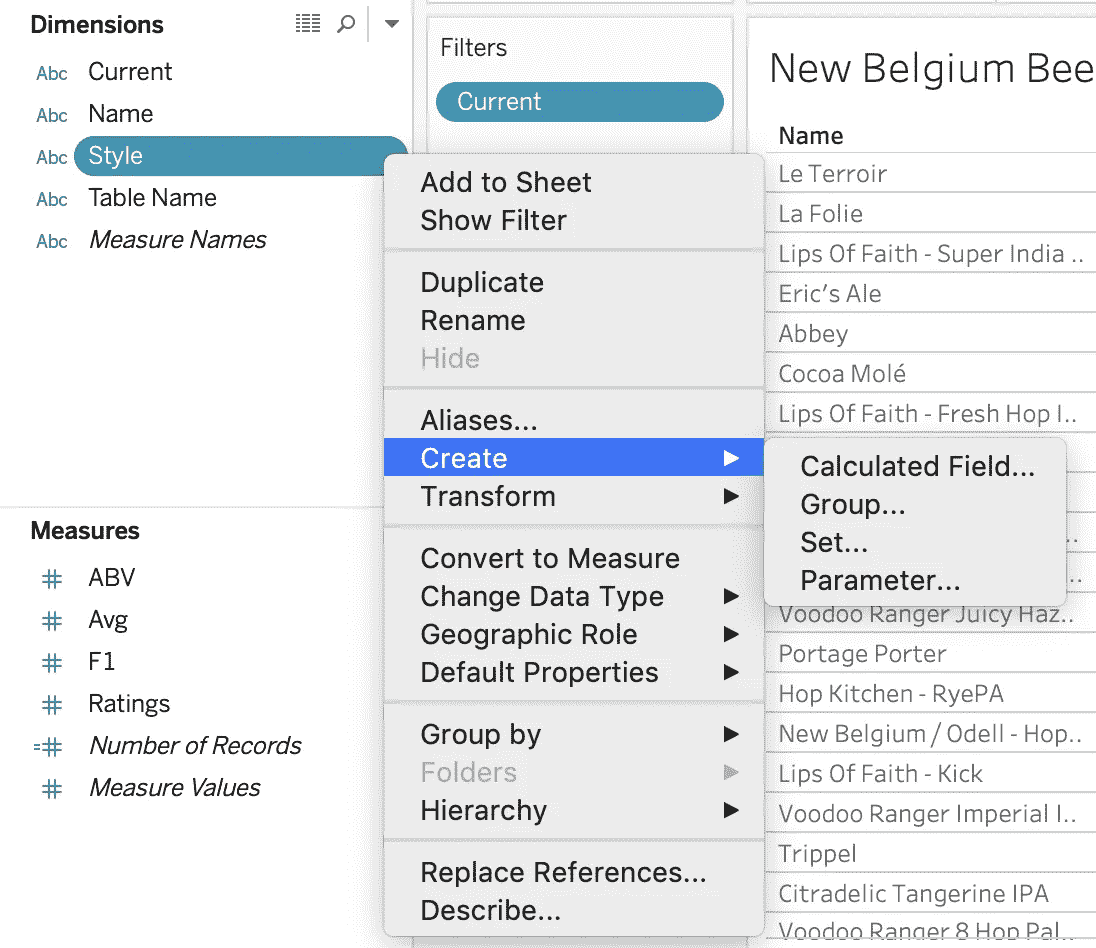 Dimensions
Abc Current
Abc Name
Abc Style
Abc Table Name
Abc Measure Names
Measures
# ABV
# Avg
# F1
# Ratings
=# Number of Records
# Measure Values
Filters
Current
Add to Sheet
Show Filter
Duplicate
Rename
Hide
Aliases...
Create
Transform
Convert to Measure
Change Data Type
Geographic Role
Default Properties
Group by
Folders
Hierarchy
Replace References...
Describe...
Calculated Field...
Group...
Set...
Parameter...
New Belgium Bee
Name
Le Terroir
La Folie
Lips Of Faith - Super India ..
Eric's Ale
Abbey
Cocoa Molé
Lips Of Faith - Fresh Hop I..
Voodoo Ranger Juicy Haz..
Portage Porter
Hop Kitchen - RyePA
New Belgium / Odell - Hop..
Lips Of Faith - Kick
Voodoo Ranger Imperial I..
Trippel
Citradelic Tangerine IPA
Voodoo Ranger 8 Hop Pal..